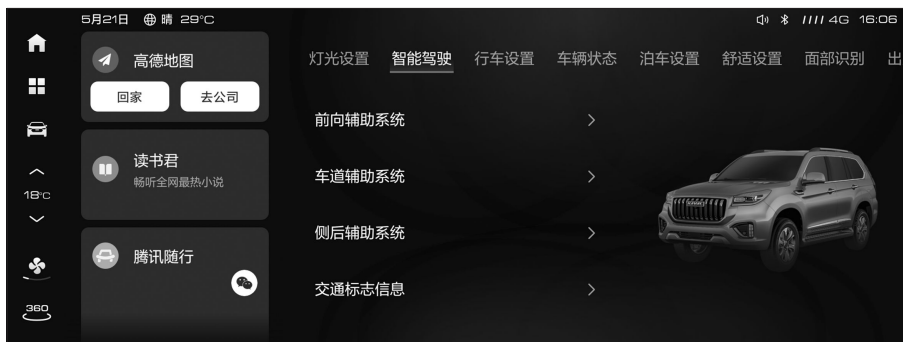 5月21日 晴 29°C
4G 16:06
高德地图
回家 去公司
读书君
畅听全网最热小说
腾讯随行
18°C
360
灯光设置 智能驾驶 行车设置 车辆状态 泊车设置 舒适设置 面部识别 出
前向辅助系统
车道辅助系统
侧后辅助系统
交通标志信息